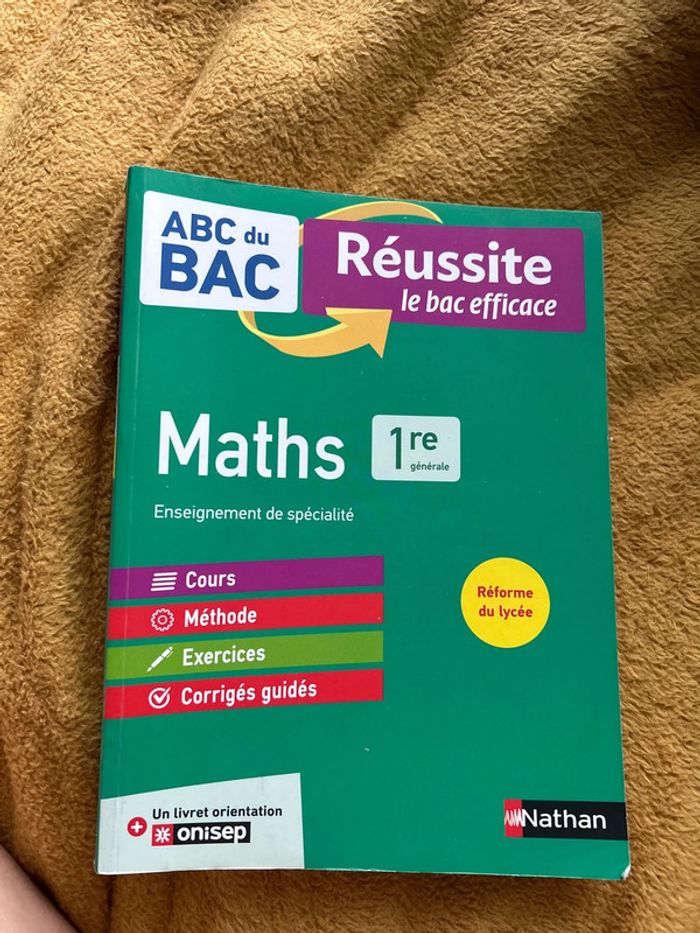 ABC du
BAC
Réussite
le bac efficace
Maths
1re
générale
Enseignement de spécialité
Cours
Méthode
Exercices
Corrigés guidés
Réforme
du lycée
+ Un livret orientation
onisep
Nathan